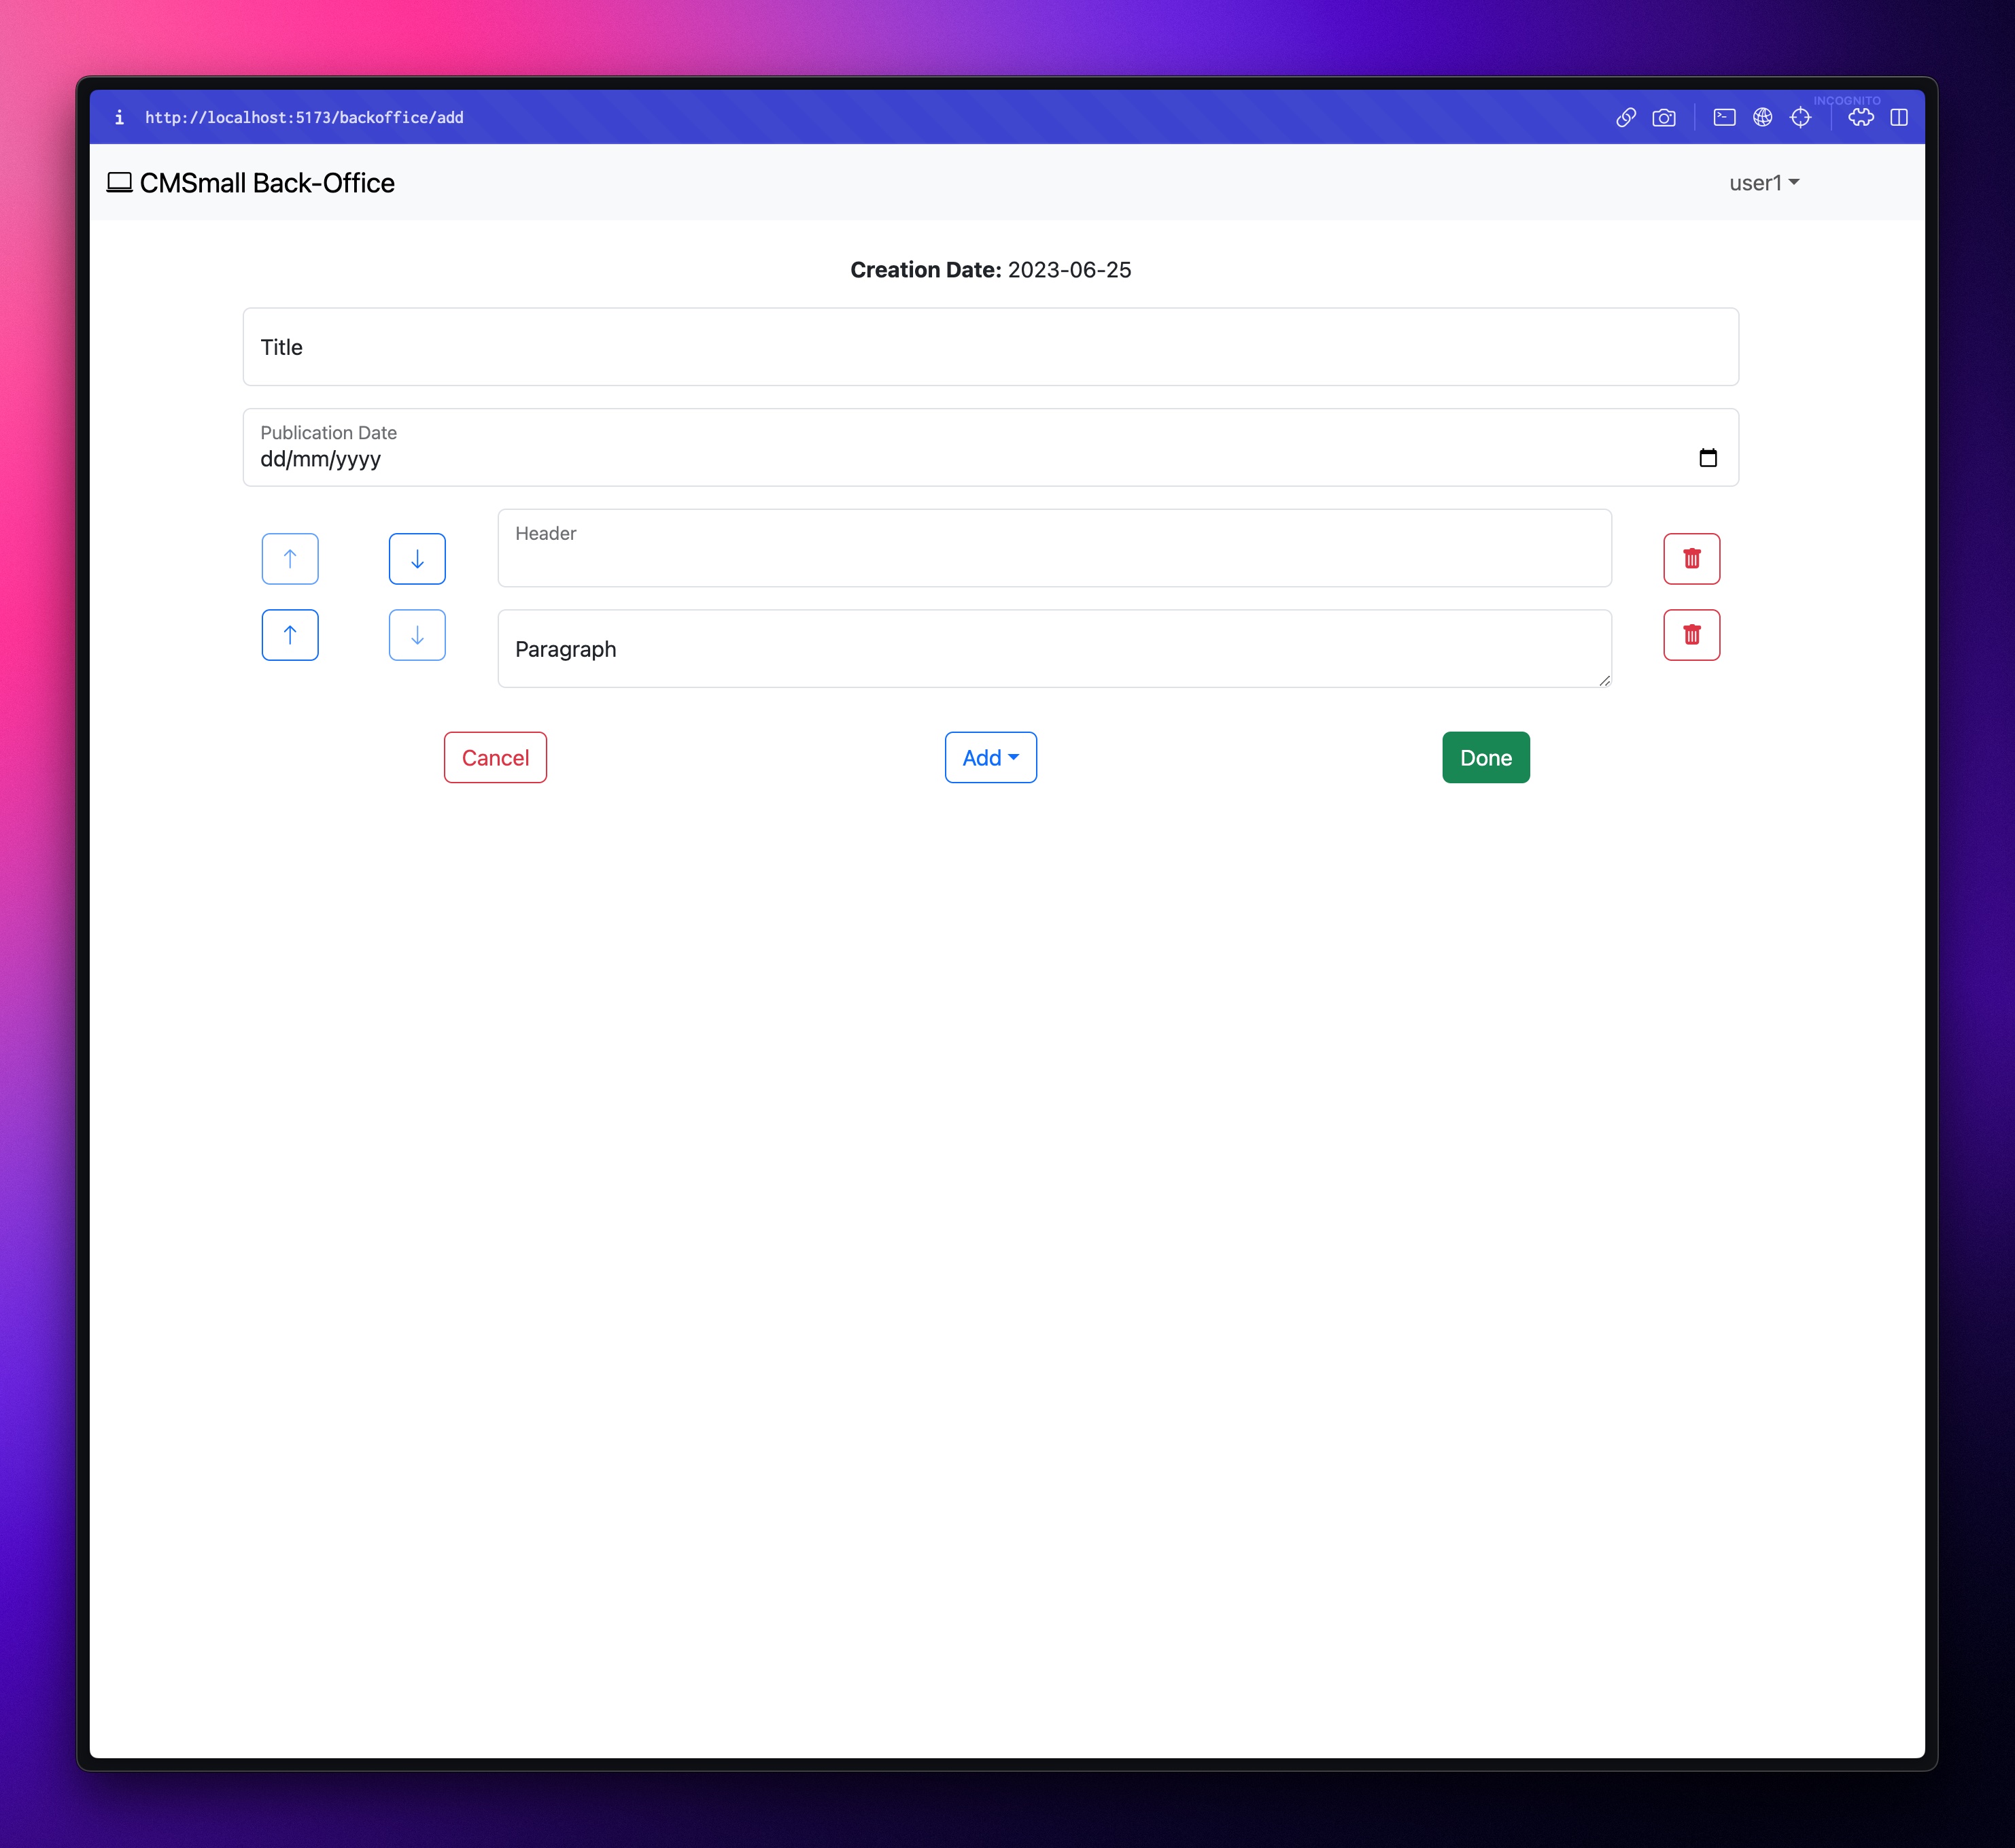 http://localhost:5173/backoffice/add
INCOGNITO
CMSmall Back-Office
user1
Creation Date: 2023-06-25
Title
Publication Date
dd/mm/yyyy
Header
Paragraph
Cancel
Add
Done